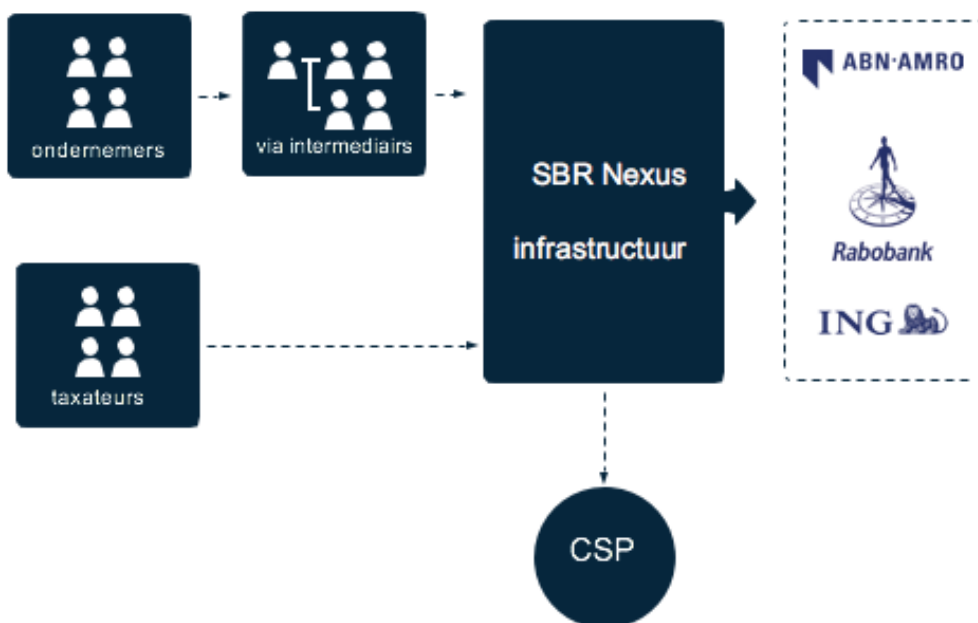 ondernemers
via intermediairs
SBR Nexus
infrastructuur
ABN·AMRO
Rabobank
ING
taxateurs
CSP